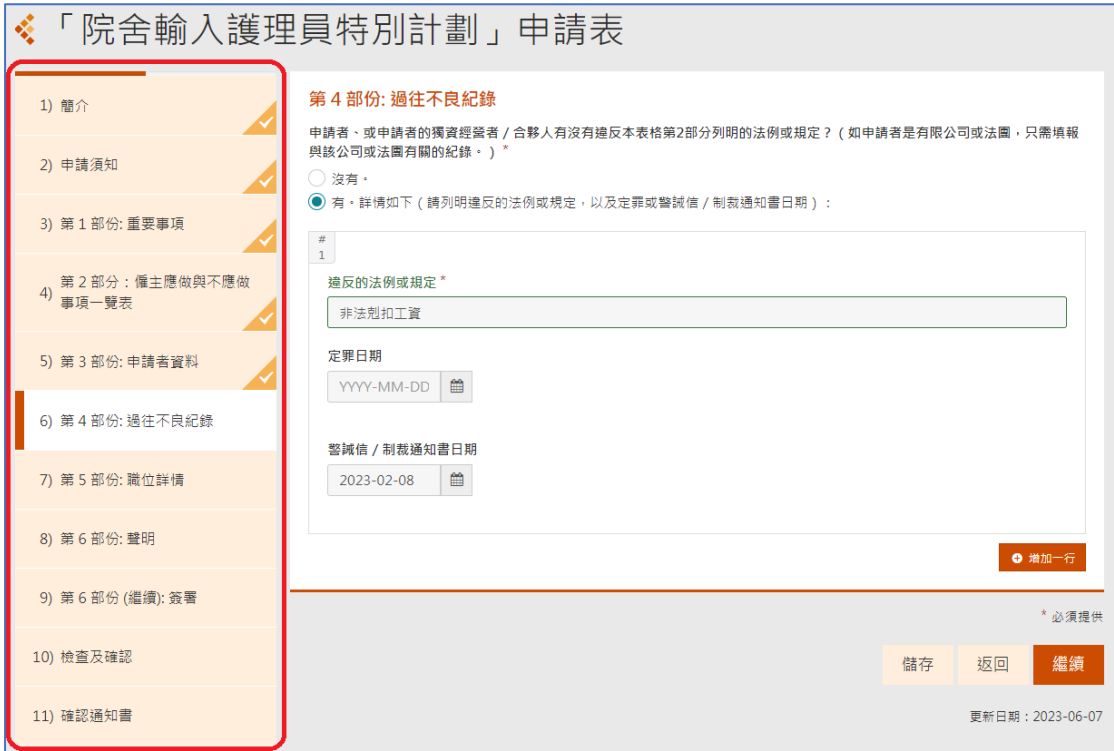 「院舍輸入護理員特別計劃」申請表
1) 簡介
2) 申請須知
3) 第 1 部份: 重要事項
4) 第 2 部分：僱主應做與不應做
事項一覽表
5) 第 3 部份: 申請者資料
6) 第 4 部份: 過往不良紀錄
7) 第 5 部份: 職位詳情
8) 第 6 部份: 聲明
9) 第 6 部份 (繼續): 簽署
10) 檢查及確認
11) 確認通知書
第 4 部份: 過往不良紀錄
申請者、或申請者的獨資經營者 / 合夥人有沒有違反本表格第2部分列明的法例或規定？（如申請者是有限公司或法團，只需填報
與該公司或法團有關的紀錄。）*
沒有。
有。詳情如下（請列明違反的法例或規定，以及定罪或警誡信 / 制裁通知書日期）：
#
1
違反的法例或規定 *
非法剋扣工資
定罪日期
YYYY-MM-DD
警誡信 / 制裁通知書日期
2023-02-08
增加一行
* 必須提供
儲存 返回 繼續
更新日期：2023-06-07